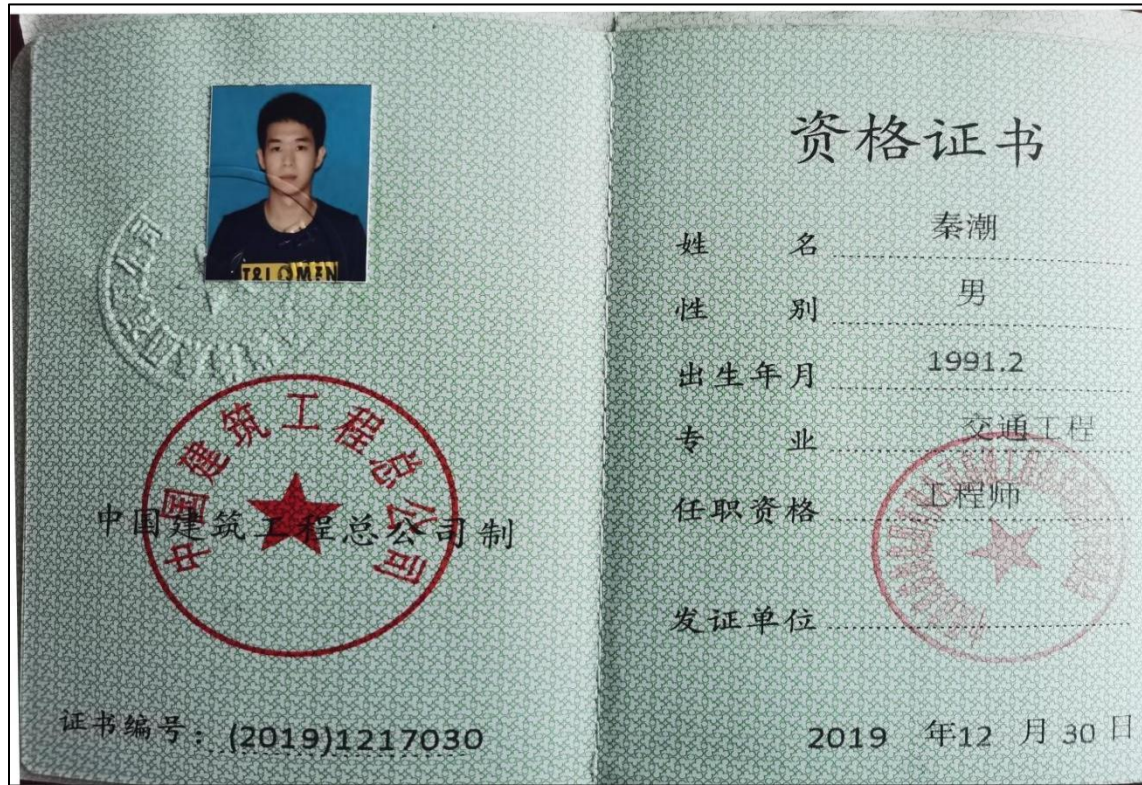 T&LOMEN
中国建筑工程总公司
中国建筑工程总公司制
证书编号：(2019)1217030
资格证书
姓名 秦潮
性别 男
出生年月 1991.2
专业 交通工程
任职资格 工程师
发证单位
2019 年12 月 30 日